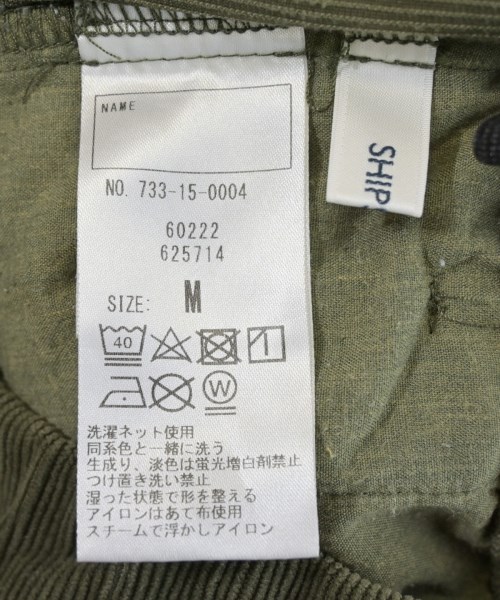 NAME
NO. 733-15-0004
60222
625714
SIZE: M
40
W
洗濯ネット使用
同系色と一緒に洗う
生成り、淡色は蛍光増白剤禁止
つけ置き洗い禁止
湿った状態で形を整える
アイロンはあて布使用
スチームで浮かしアイロン
SHIP